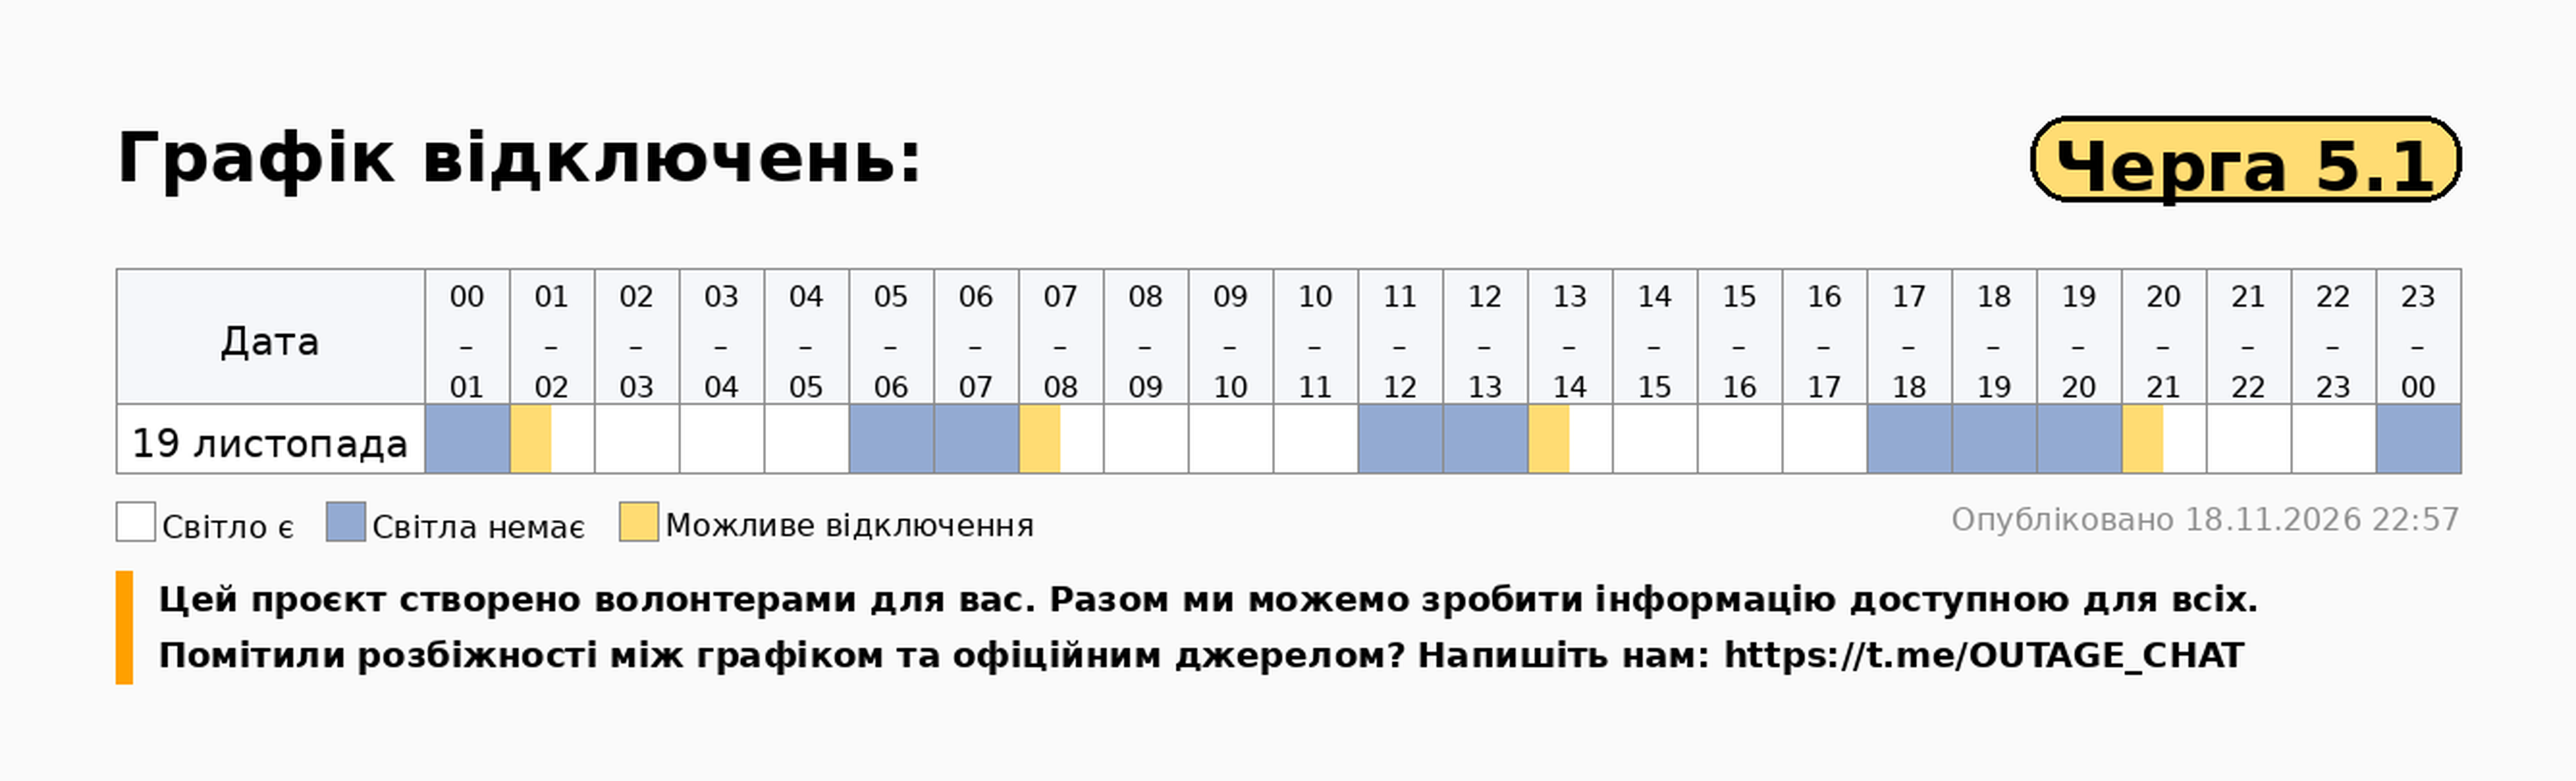 Графік відключень:
Черга 5.1
Дата
00 – 01
01 – 02
02 – 03
03 – 04
04 – 05
05 – 06
06 – 07
07 – 08
08 – 09
09 – 10
10 – 11
11 – 12
12 – 13
13 – 14
14 – 15
15 – 16
16 – 17
17 – 18
18 – 19
19 – 20
20 – 21
21 – 22
22 – 23
23 – 00
19 листопада
Світло є
Світла немає
Можливе відключення
Опубліковано 18.11.2026 22:57
Цей проєкт створено волонтерами для вас. Разом ми можемо зробити інформацію доступною для всіх.
Помітили розбіжності між графіком та офіційним джерелом? Напишіть нам: https://t.me/OUTAGE_CHAT